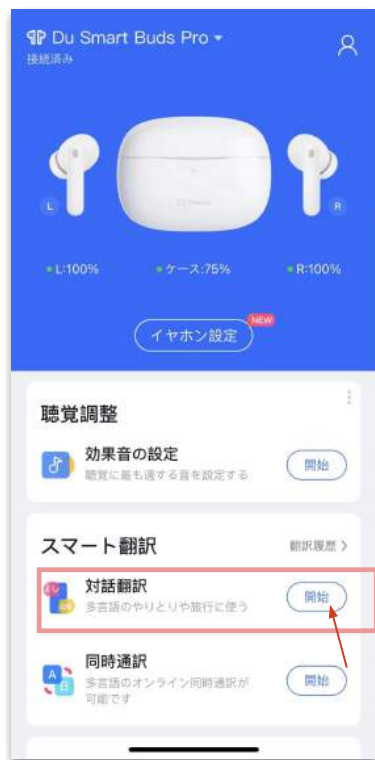 Du Smart Buds Pro
接続済み
L
R
L:100%
ケース:75%
R:100%
NEW
イヤホン設定
聴覚調整
効果音の設定
聴覚に最も適する音を設定する
開始
スマート翻訳
翻訳履歴 >
対話翻訳
多言語のやりとりや旅行に使う
開始
同時通訳
多言語のオンライン同時通訳が
可能です
開始
A
B